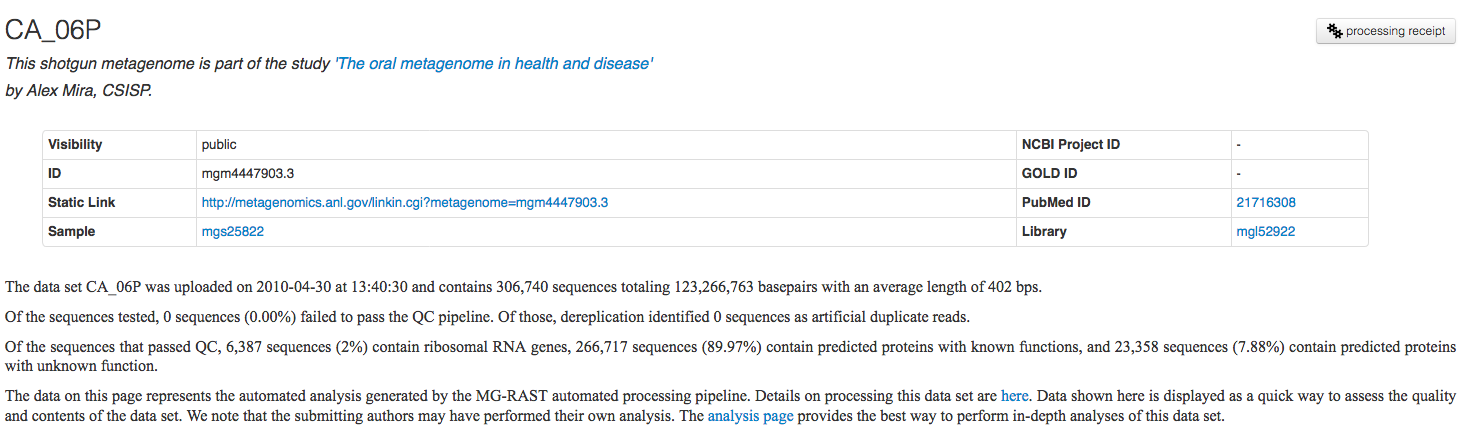 CA_06P
processing receipt
This shotgun metagenome is part of the study 'The oral metagenome in health and disease'
by Alex Mira, CSISP.
Visibility public NCBI Project ID -
ID mgm4447903.3 GOLD ID -
Static Link http://metagenomics.anl.gov/linkin.cgi?metagenome=mgm4447903.3 PubMed ID 21716308
Sample mgs25822 Library mgl52922
The data set CA_06P was uploaded on 2010-04-30 at 13:40:30 and contains 306,740 sequences totaling 123,266,763 basepairs with an average length of 402 bps.
Of the sequences tested, 0 sequences (0.00%) failed to pass the QC pipeline. Of those, dereplication identified 0 sequences as artificial duplicate reads.
Of the sequences that passed QC, 6,387 sequences (2%) contain ribosomal RNA genes, 266,717 sequences (89.97%) contain predicted proteins with known functions, and 23,358 sequences (7.88%) contain predicted proteins
with unknown function.
The data on this page represents the automated analysis generated by the MG-RAST automated processing pipeline. Details on processing this data set are here. Data shown here is displayed as a quick way to assess the quality
and contents of the data set. We note that the submitting authors may have performed their own analysis. The analysis page provides the best way to perform in-depth analyses of this data set.